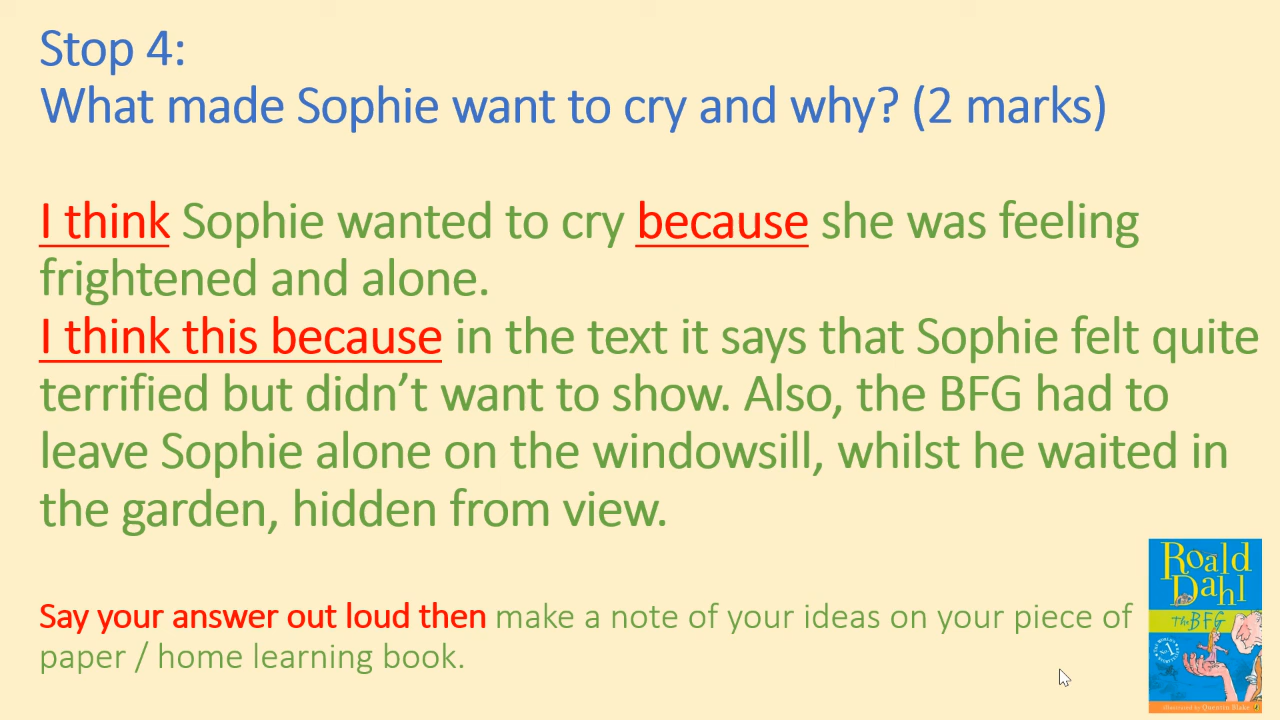 Stop 4:
What made Sophie want to cry and why? (2 marks)
I think Sophie wanted to cry because she was feeling
frightened and alone.
I think this because in the text it says that Sophie felt quite
terrified but didn’t want to show. Also, the BFG had to
leave Sophie alone on the windowsill, whilst he waited in
the garden, hidden from view.
Say your answer out loud then make a note of your ideas on your piece of
paper / home learning book.
Roald
Dahl
The BFG
Illustrated by Quentin Blake